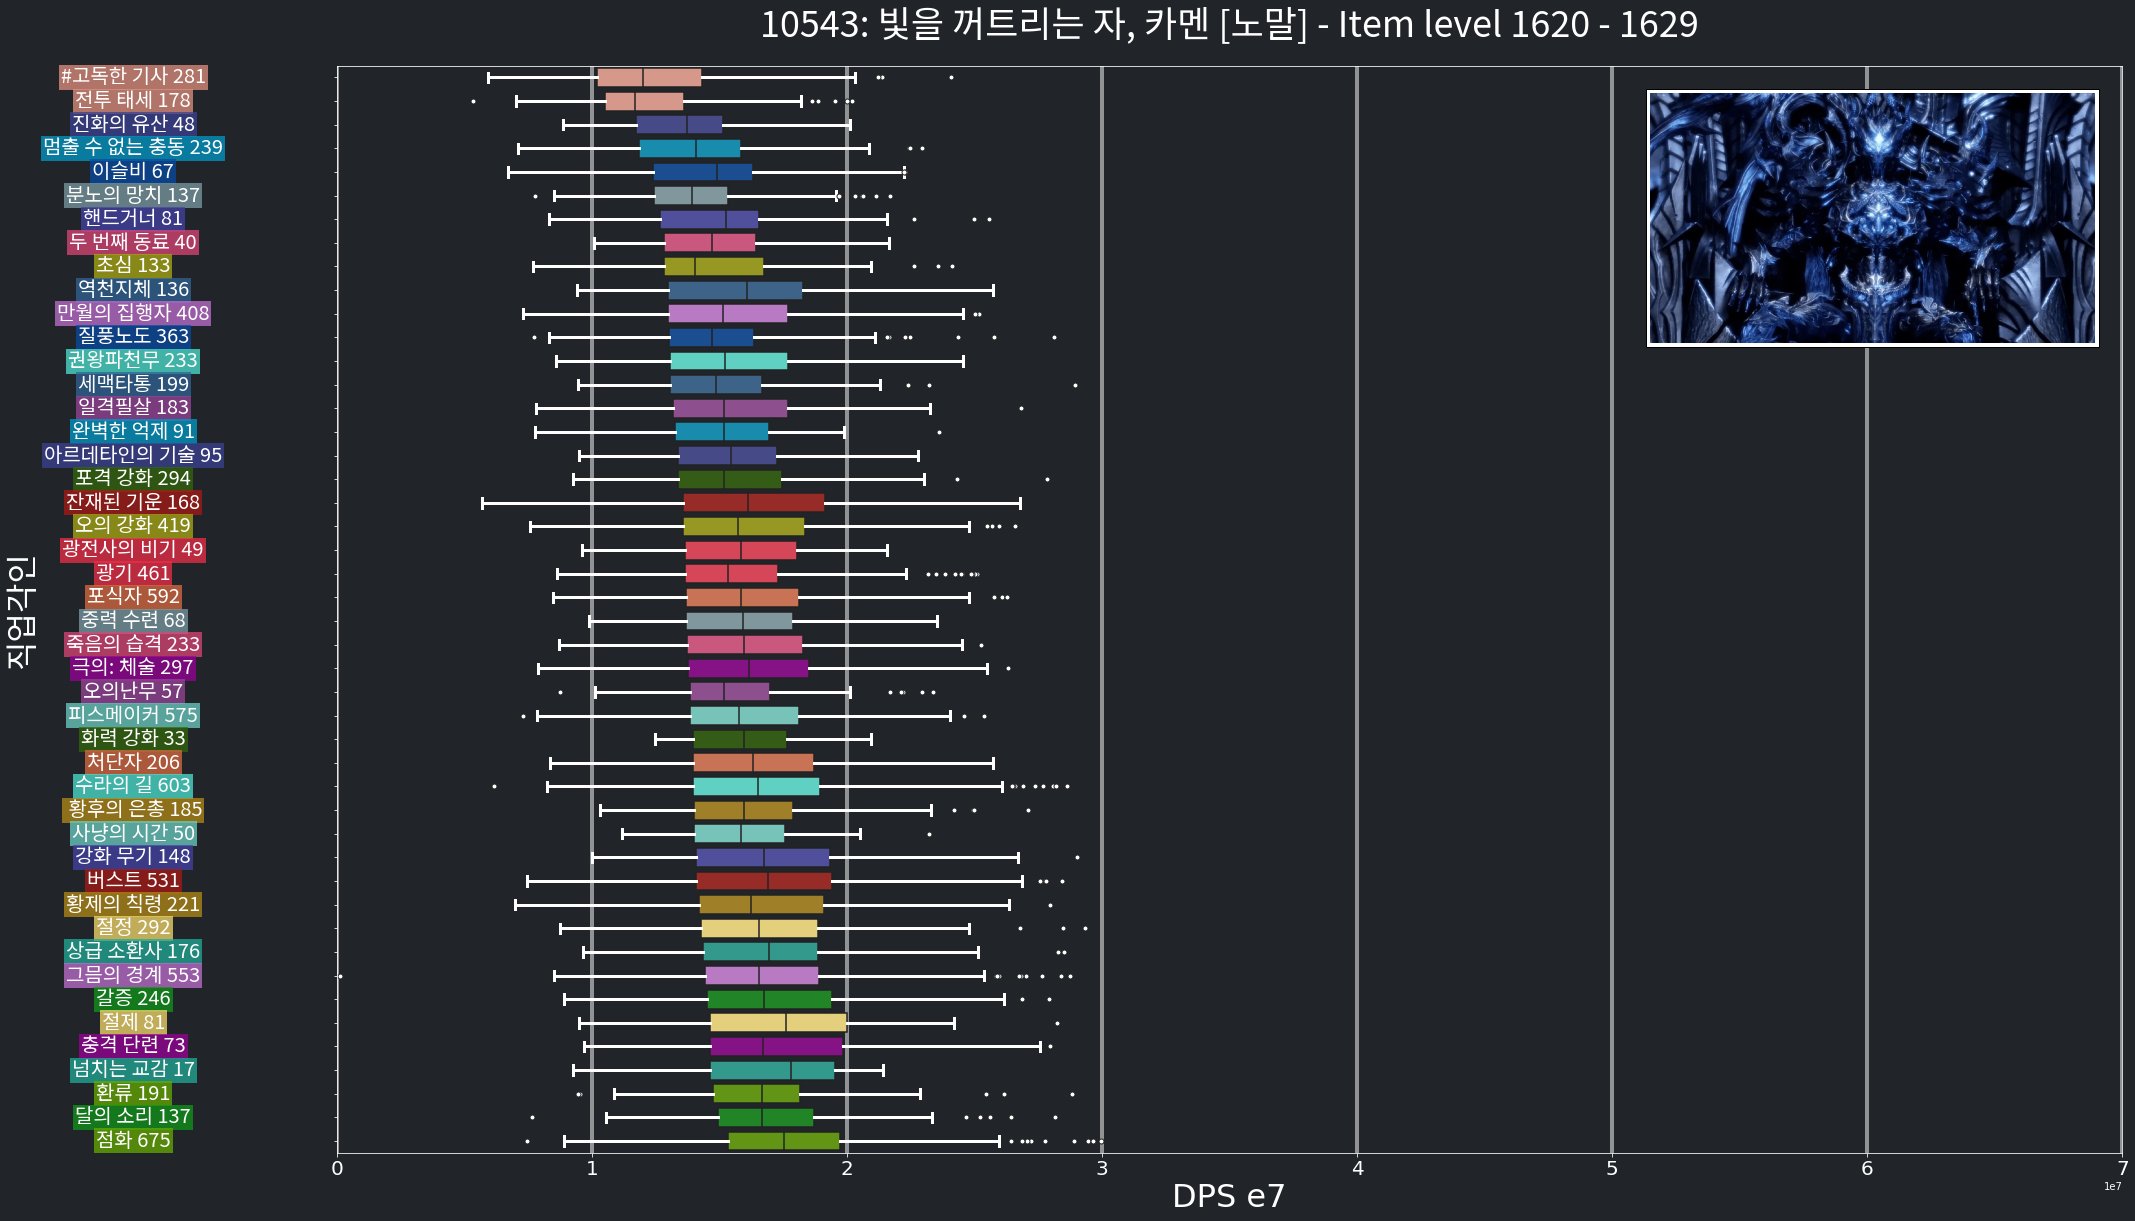 10543: 빛을 꺼트리는 자, 카멘 [노말] - Item level 1620 - 1629
#고독한 기사 281
전투 태세 178
진화의 유산 48
멈출 수 없는 충동 239
이슬비 67
분노의 망치 137
핸드거너 81
두 번째 동료 40
초심 133
역천지체 136
만월의 집행자 408
질풍노도 363
권왕파천무 233
세맥타통 199
일격필살 183
완벽한 억제 91
아르데타인의 기술 95
포격 강화 294
잔재된 기운 168
오의 강화 419
광전사의 비기 49
광기 461
포식자 592
중력 수련 68
죽음의 습격 233
극의: 체술 297
오의난무 57
피스메이커 575
화력 강화 33
처단자 206
수라의 길 603
황후의 은총 185
사냥의 시간 50
강화 무기 148
버스트 531
황제의 칙령 221
절정 292
상급 소환사 176
그믐의 경계 553
갈증 246
절제 81
충격 단련 73
넘치는 교감 17
환류 191
달의 소리 137
점화 675
직업각인
0 1 2 3 4 5 6 7
1e7
DPS e7